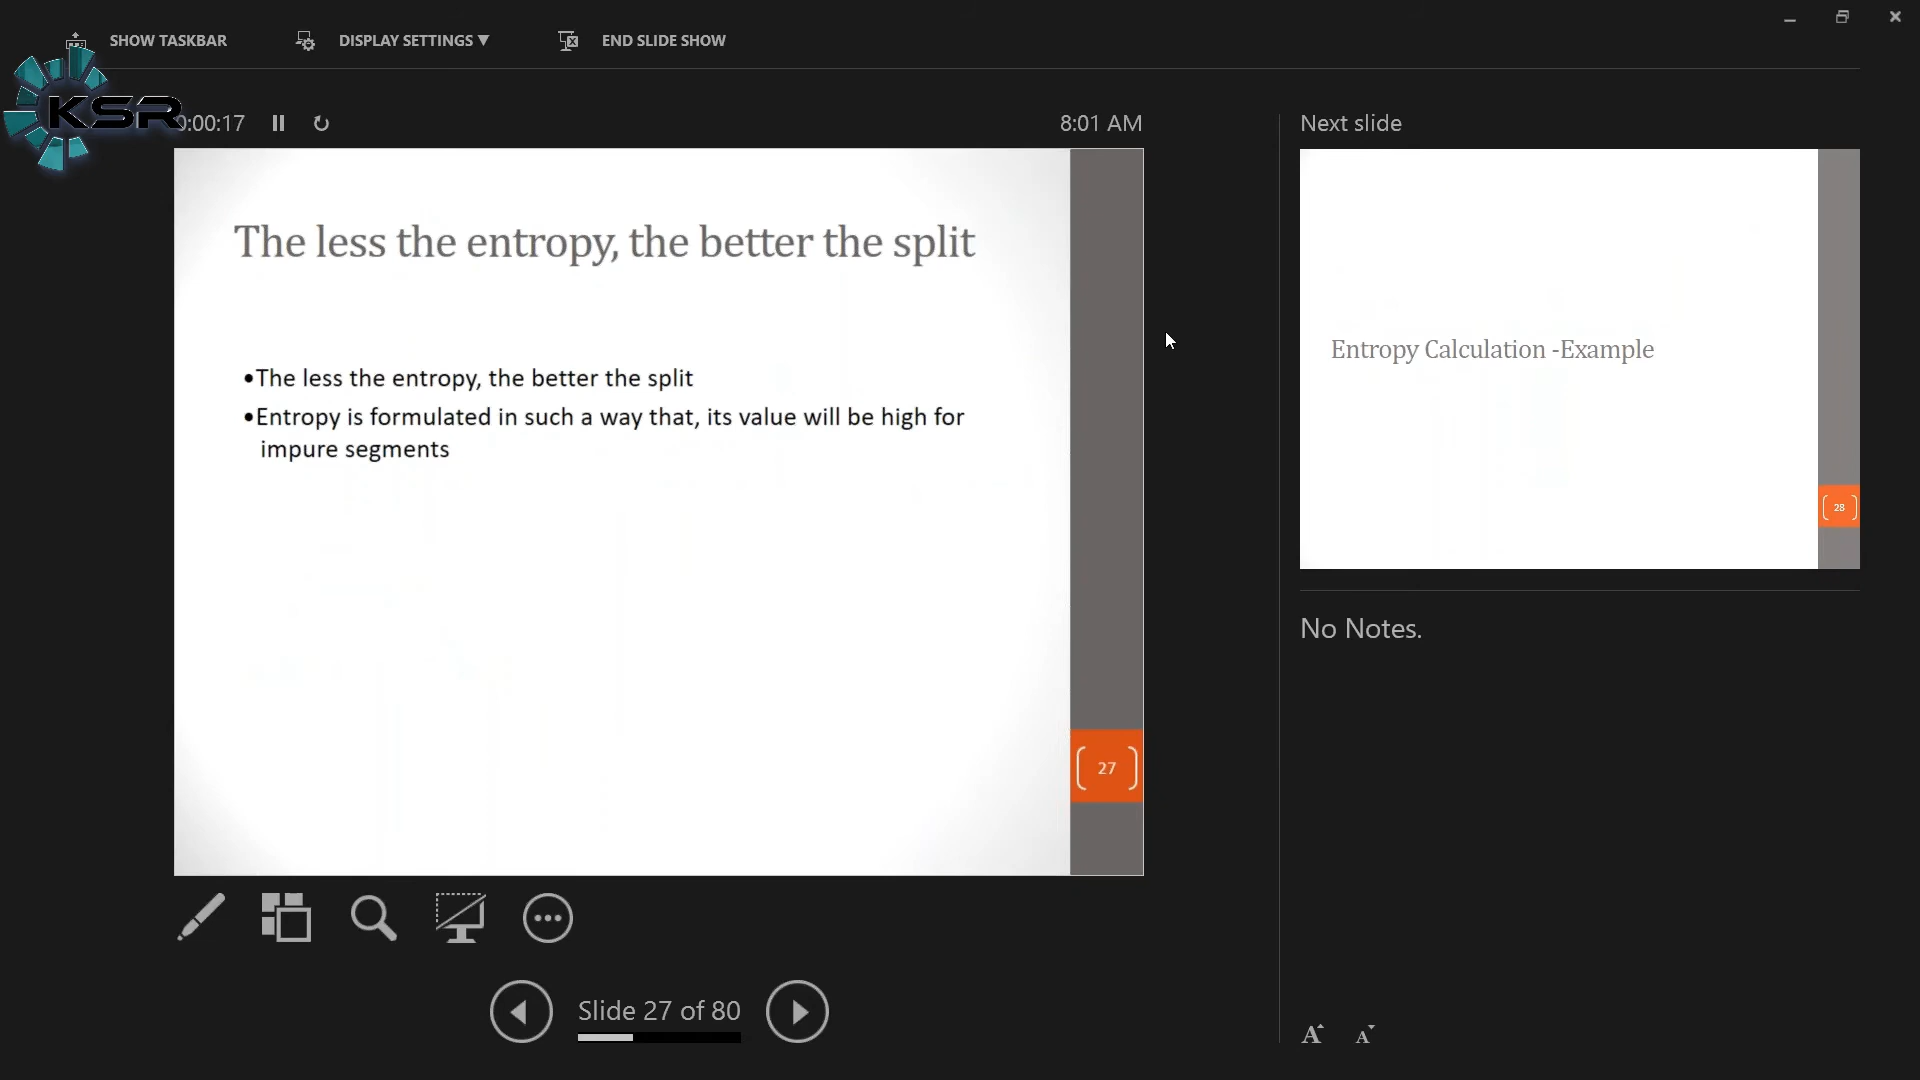 SHOW TASKBAR
DISPLAY SETTINGS ▼
END SLIDE SHOW
KSR
0:00:17
8:01 AM
Next slide
The less the entropy, the better the split
•The less the entropy, the better the split
•Entropy is formulated in such a way that, its value will be high for
impure segments
27
Entropy Calculation -Example
28
No Notes.
Slide 27 of 80
A A